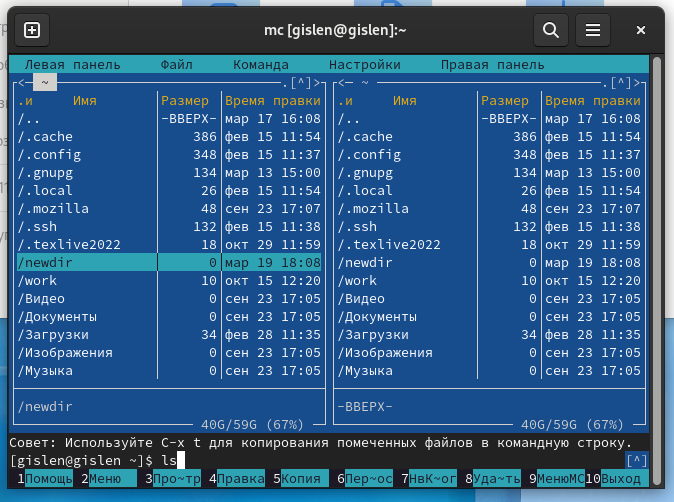 mc [gislen@gislen]:~
Левая панель Файл Команда Настройки Правая панель
<─ ~ .[^]> <─ ~ .[^]>
.и Имя Размер Время правки .и Имя Размер Время правки
/.. -ВВЕРХ- мар 17 16:08 /.. -ВВЕРХ- мар 17 16:08
/.cache 386 фев 15 11:54 /.cache 386 фев 15 11:54
/.config 348 фев 15 11:37 /.config 348 фев 15 11:37
/.gnupg 134 мар 13 15:00 /.gnupg 134 мар 13 15:00
/.local 26 фев 15 11:54 /.local 26 фев 15 11:54
/.mozilla 48 сен 23 17:07 /.mozilla 48 сен 23 17:07
/.ssh 132 фев 15 11:38 /.ssh 132 фев 15 11:38
/.texlive2022 18 окт 29 11:59 /.texlive2022 18 окт 29 11:59
/newdir 0 мар 19 18:08 /newdir 0 мар 19 18:08
/work 10 окт 15 12:20 /work 10 окт 15 12:20
/Видео 0 сен 23 17:05 /Видео 0 сен 23 17:05
/Документы 0 сен 23 17:05 /Документы 0 сен 23 17:05
/Загрузки 34 фев 28 11:35 /Загрузки 34 фев 28 11:35
/Изображения 0 сен 23 17:05 /Изображения 0 сен 23 17:05
/Музыка 0 сен 23 17:05 /Музыка 0 сен 23 17:05
/newdir -ВВЕРХ-
40G/59G (67%) 40G/59G (67%)
Совет: Используйте C-x t для копирования помеченных файлов в командную строку.
[gislen@gislen ~]$ ls [^]
1Помощь 2Меню 3Про~тр 4Правка 5Копия 6Пер~ос 7НвК~ог 8Уда~ть 9МенюMC 10Выход